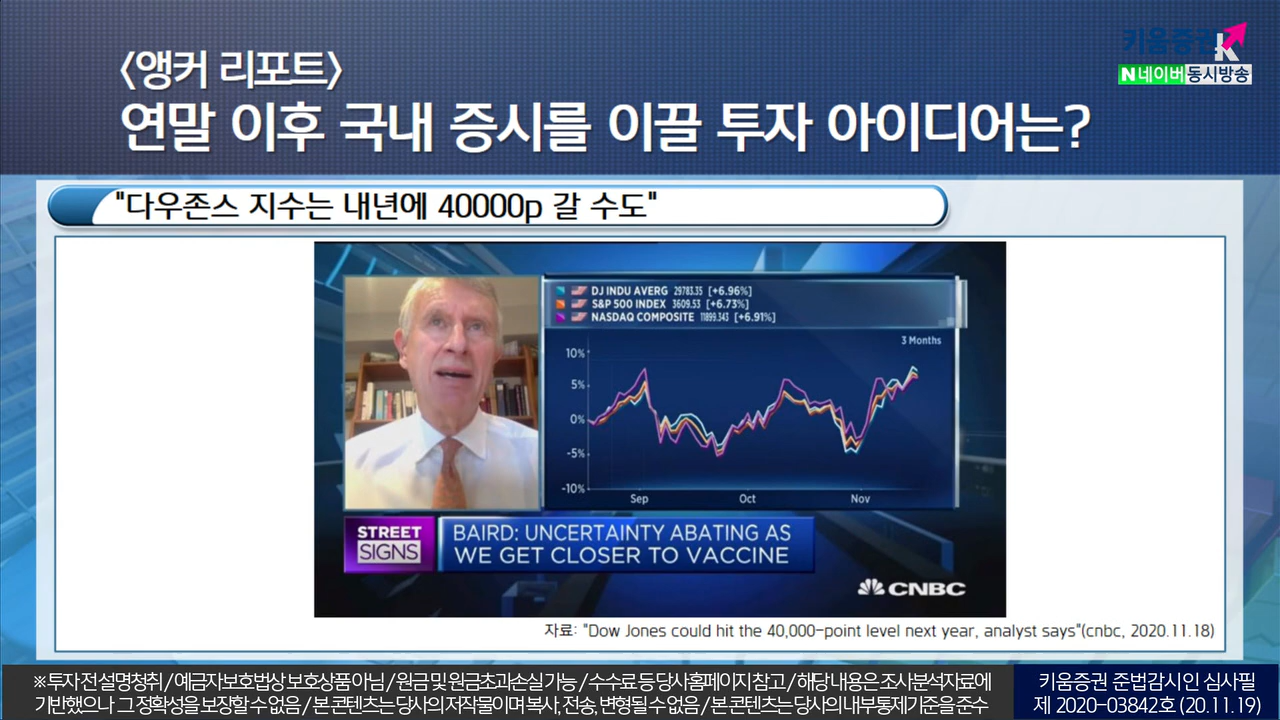 키움증권
N 네이버 동시방송
<앵커 리포트>
연말 이후 국내 증시를 이끌 투자 아이디어는?
"다우존스 지수는 내년에 40000p 갈 수도"
DJ INDU AVERG 29783.35 [+6.96%]
S&P 500 INDEX 3609.53 [+6.73%]
NASDAQ COMPOSITE 11899.343 [+6.91%]
3 Months
10%
5%
0%
-5%
-10%
Sep Oct Nov
STREET
SIGNS
BAIRD: UNCERTAINTY ABATING AS
WE GET CLOSER TO VACCINE
CNBC
자료: "Dow Jones could hit the 40,000-point level next year, analyst says"(cnbc, 2020.11.18)
※ 투자 전 설명청취 / 예금자보호법상 보호상품 아님 / 원금 및 원금초과손실 가능 / 수수료 등 당사홈페이지 참고 / 해당 내용은 조사분석자료에
기반했으나 그 정확성을 보장할 수 없음 / 본 콘텐츠는 당사의 저작물이며 복사, 전송, 변형될 수 없음 / 본 콘텐츠는 당사의 내부통제기준을 준수
키움증권 준법감시인 심사필
제 2020-03842호 (20.11.19)